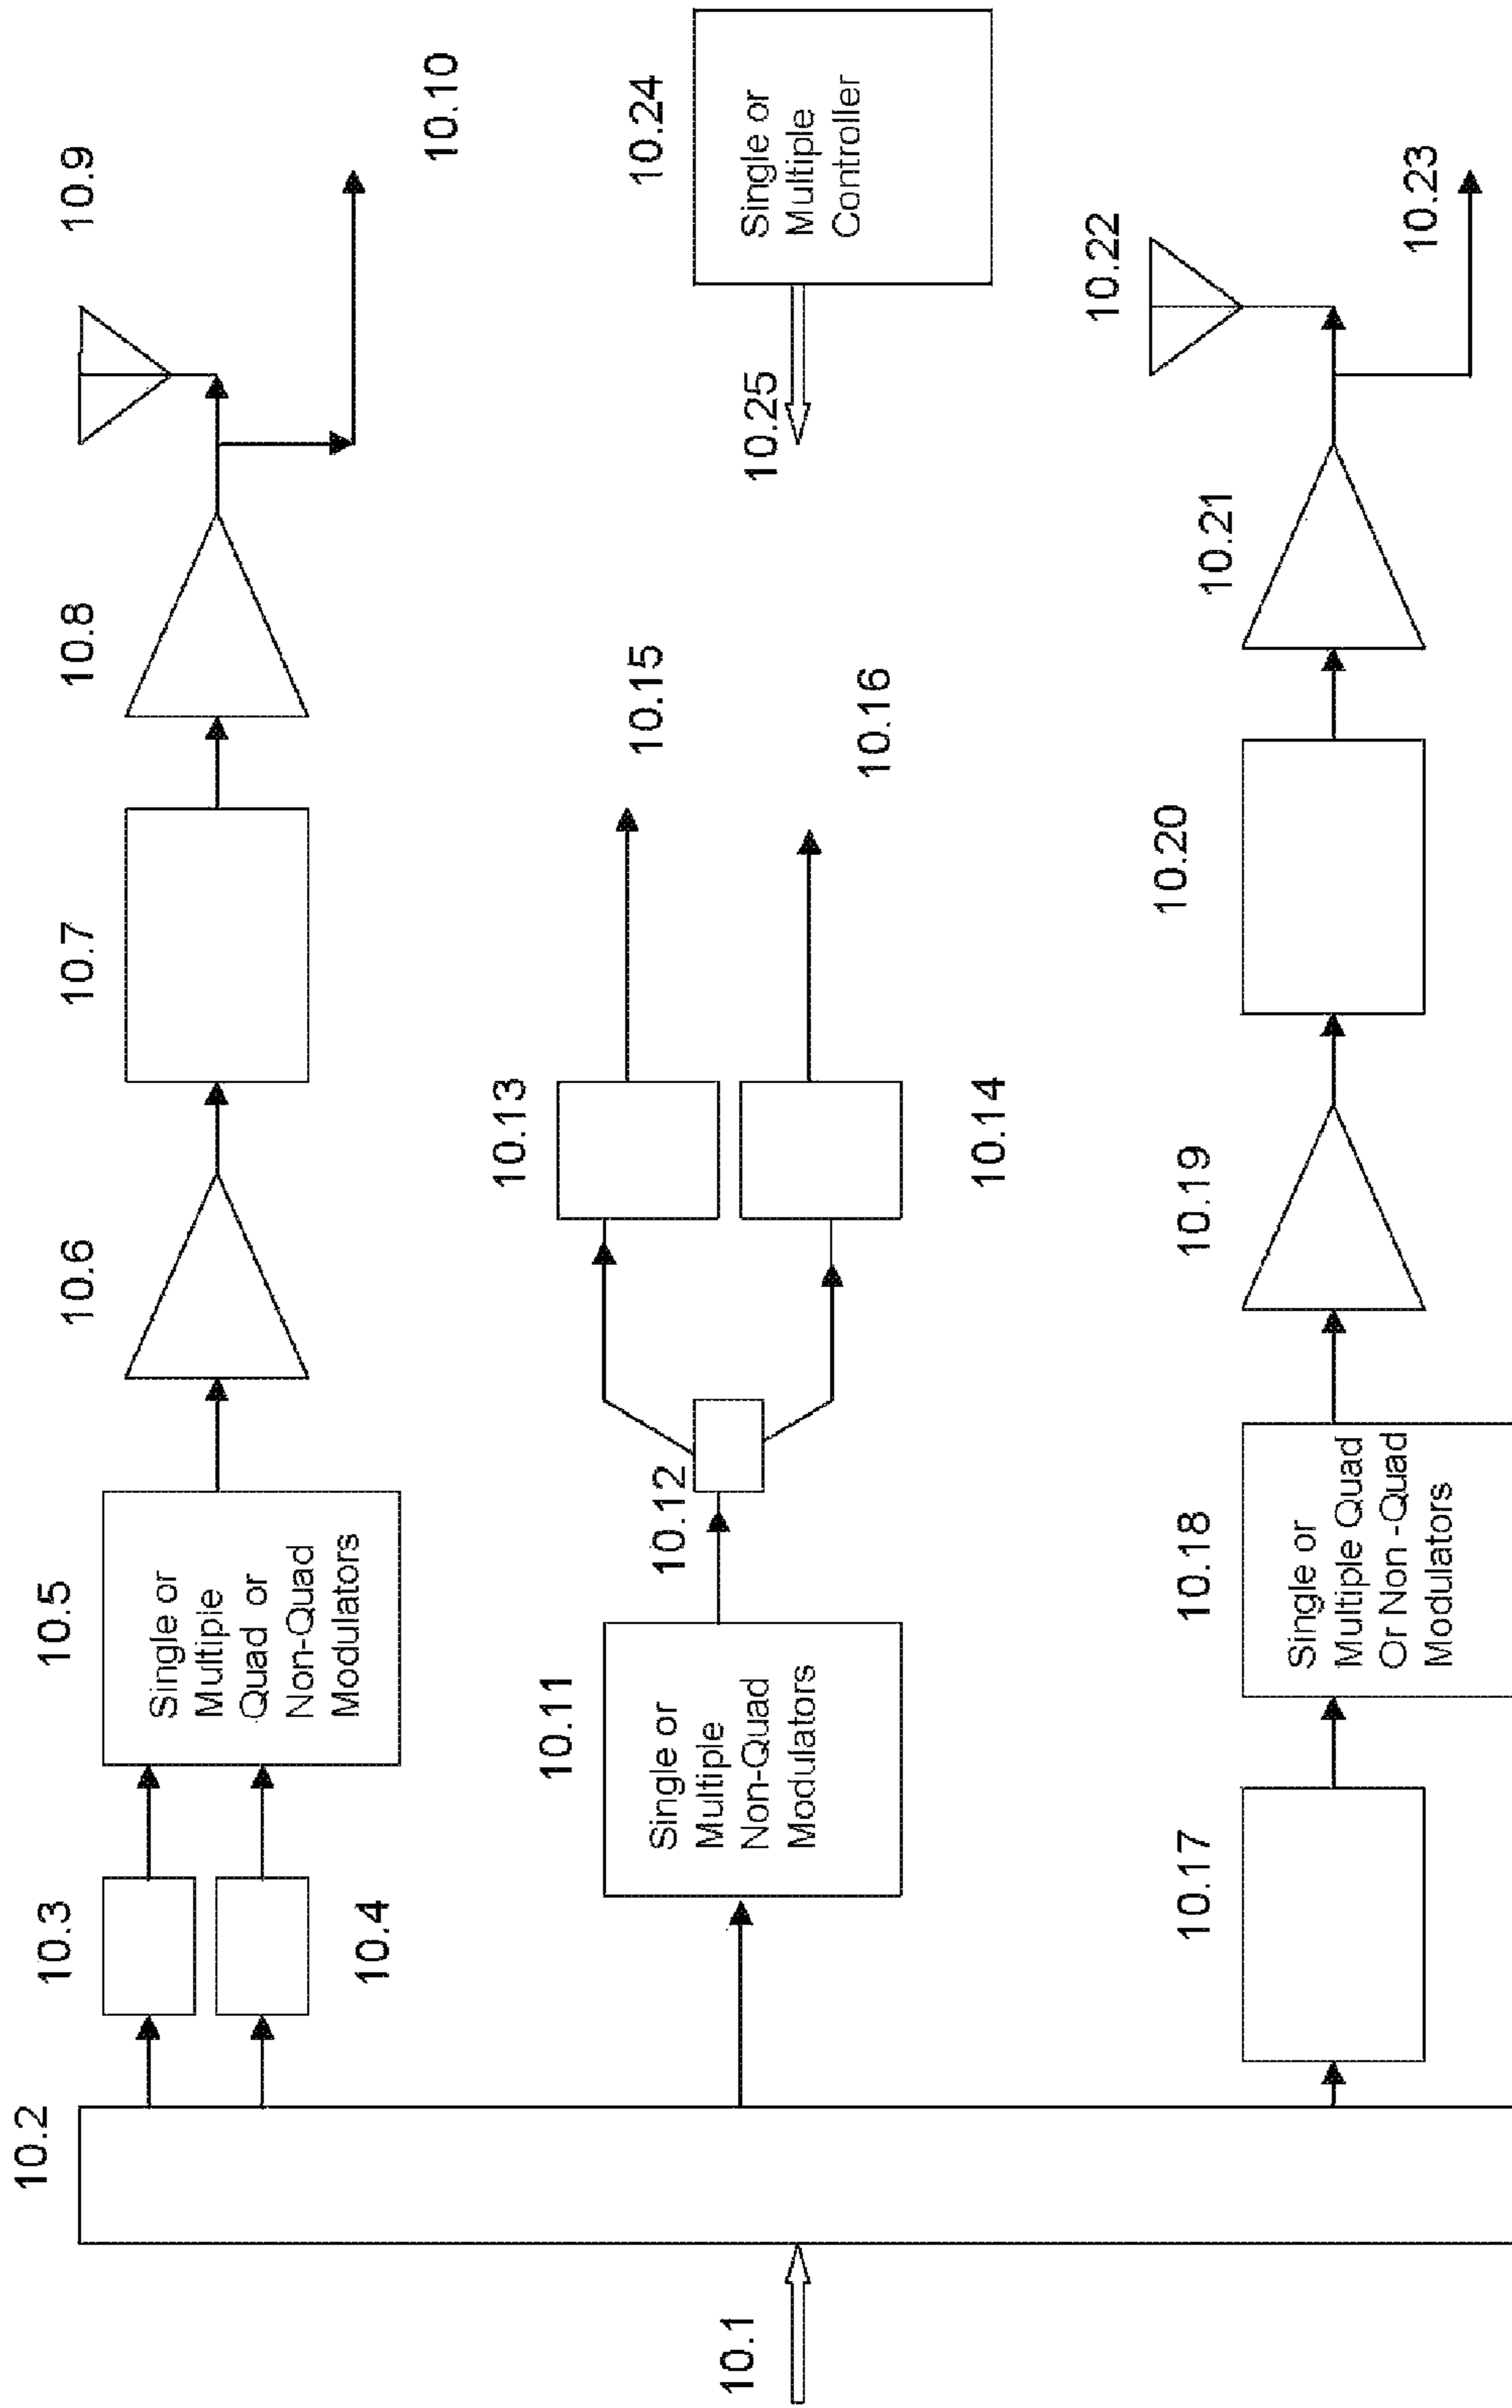 10.1
10.2
10.3
10.4
10.5
Single or
Multiple
Quad or
Non-Quad
Modulators
10.6
10.7
10.8
10.9
10.10
10.11
Single or
Multiple
Non-Quad
Modulators
10.12
10.13
10.14
10.15
10.16
10.17
10.18
Single or
Multiple Quad
Or Non -Quad
Modulators
10.19
10.20
10.21
10.22
10.23
10.24
Single or
Multiple
Controller
10.25